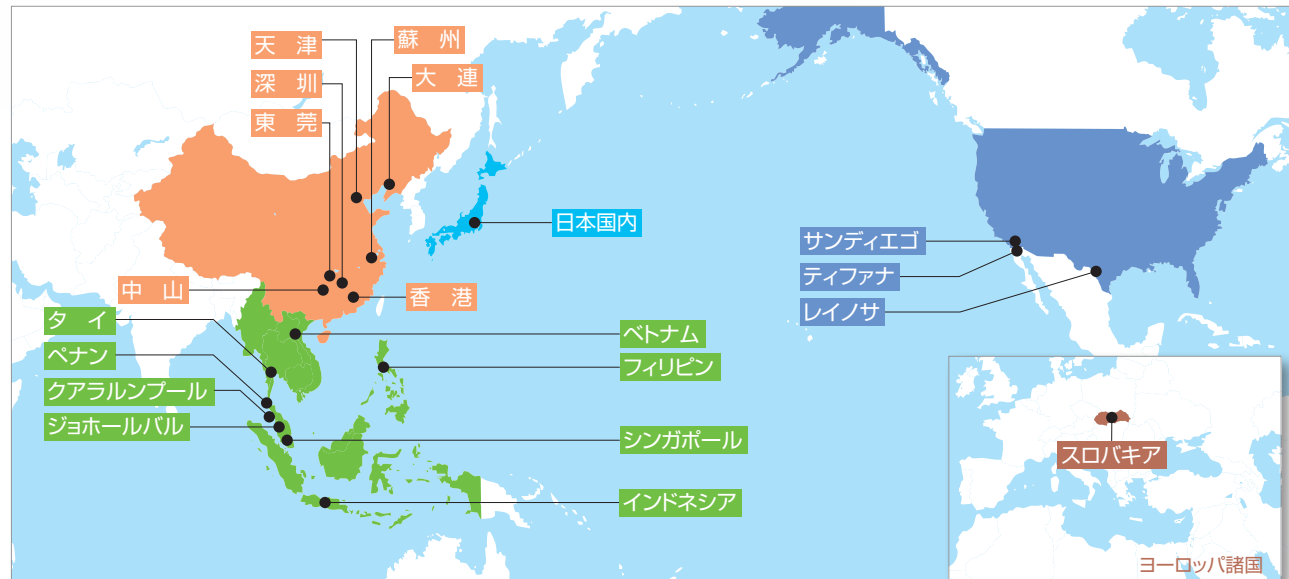 天　津
蘇　州
深　圳
大　連
東　莞
日本国内
サンディエゴ
ティファナ
レイノサ
中　山
香　港
タ　イ
ベトナム
ペナン
フィリピン
クアラルンプール
ジョホールバル
シンガポール
インドネシア
スロバキア
ヨーロッパ諸国